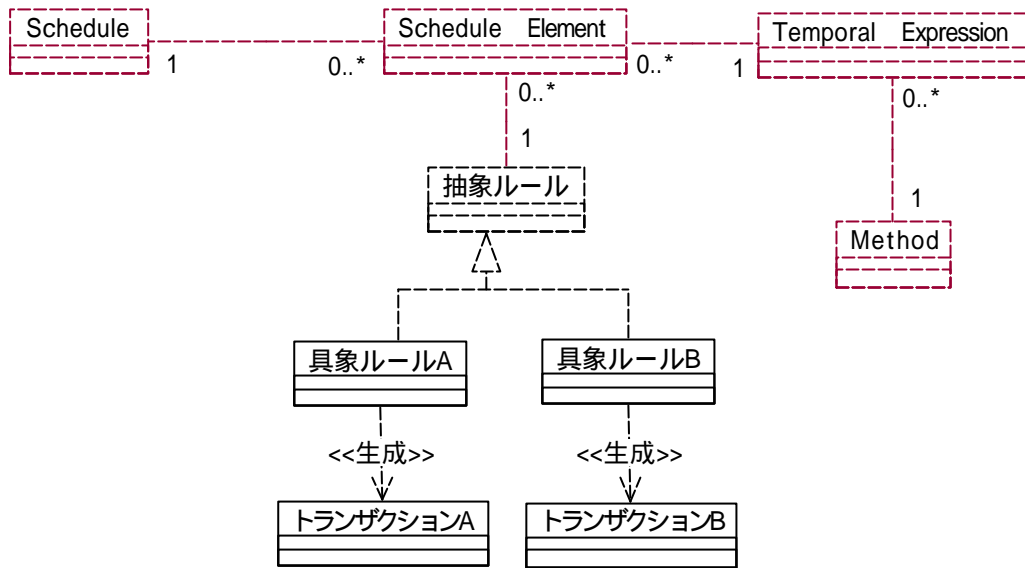 Schedule
Schedule Element
Temporal Expression
1
0..*
0..*
1
0..*
0..*
1
抽象ルール
1
Method
具象ルールA
具象ルールB
<<生成>>
<<生成>>
トランザクションA
トランザクションB